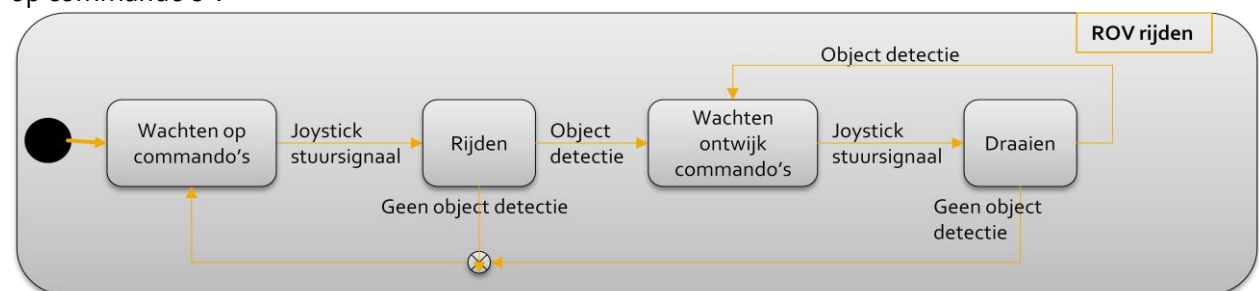 op commando's".
ROV rijden
Object detectie
Wachten op
commando's
Joystick
stuursignaal
Rijden
Object
detectie
Wachten
ontwijk
commando's
Joystick
stuursignaal
Draaien
Geen object detectie
Geen object
detectie